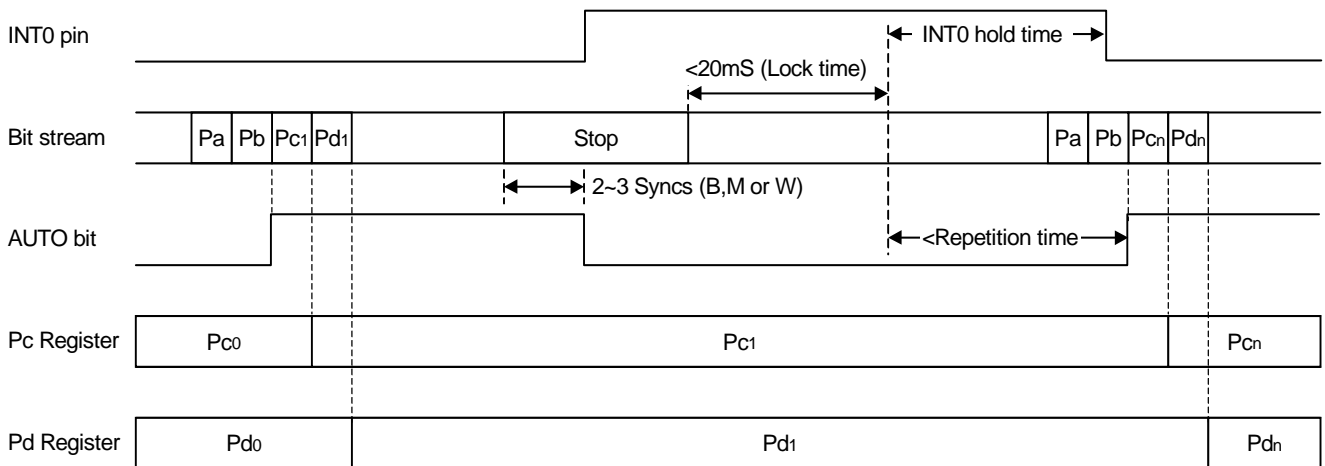 INT0 pin
INT0 hold time
<20mS (Lock time)
Bit stream
Pa Pb Pc1 Pd1 Stop Pa Pb Pcn Pdn
2~3 Syncs (B,M or W)
AUTO bit
<Repetition time
Pc Register Pc0 Pc1 Pcn
Pd Register Pd0 Pd1 Pdn